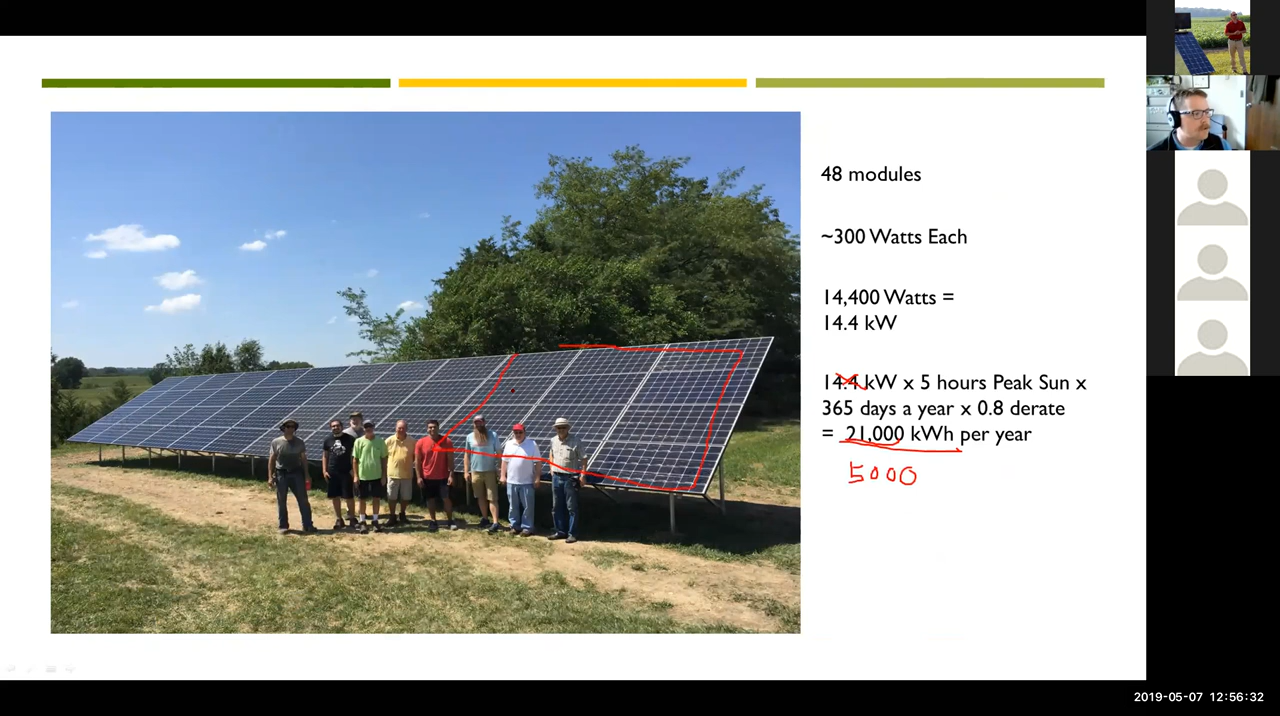 48 modules
~300 Watts Each
14,400 Watts =
14.4 kW
14.4 kW x 5 hours Peak Sun x
365 days a year x 0.8 derate
= 21,000 kWh per year
5000
2019-05-07 12:56:32